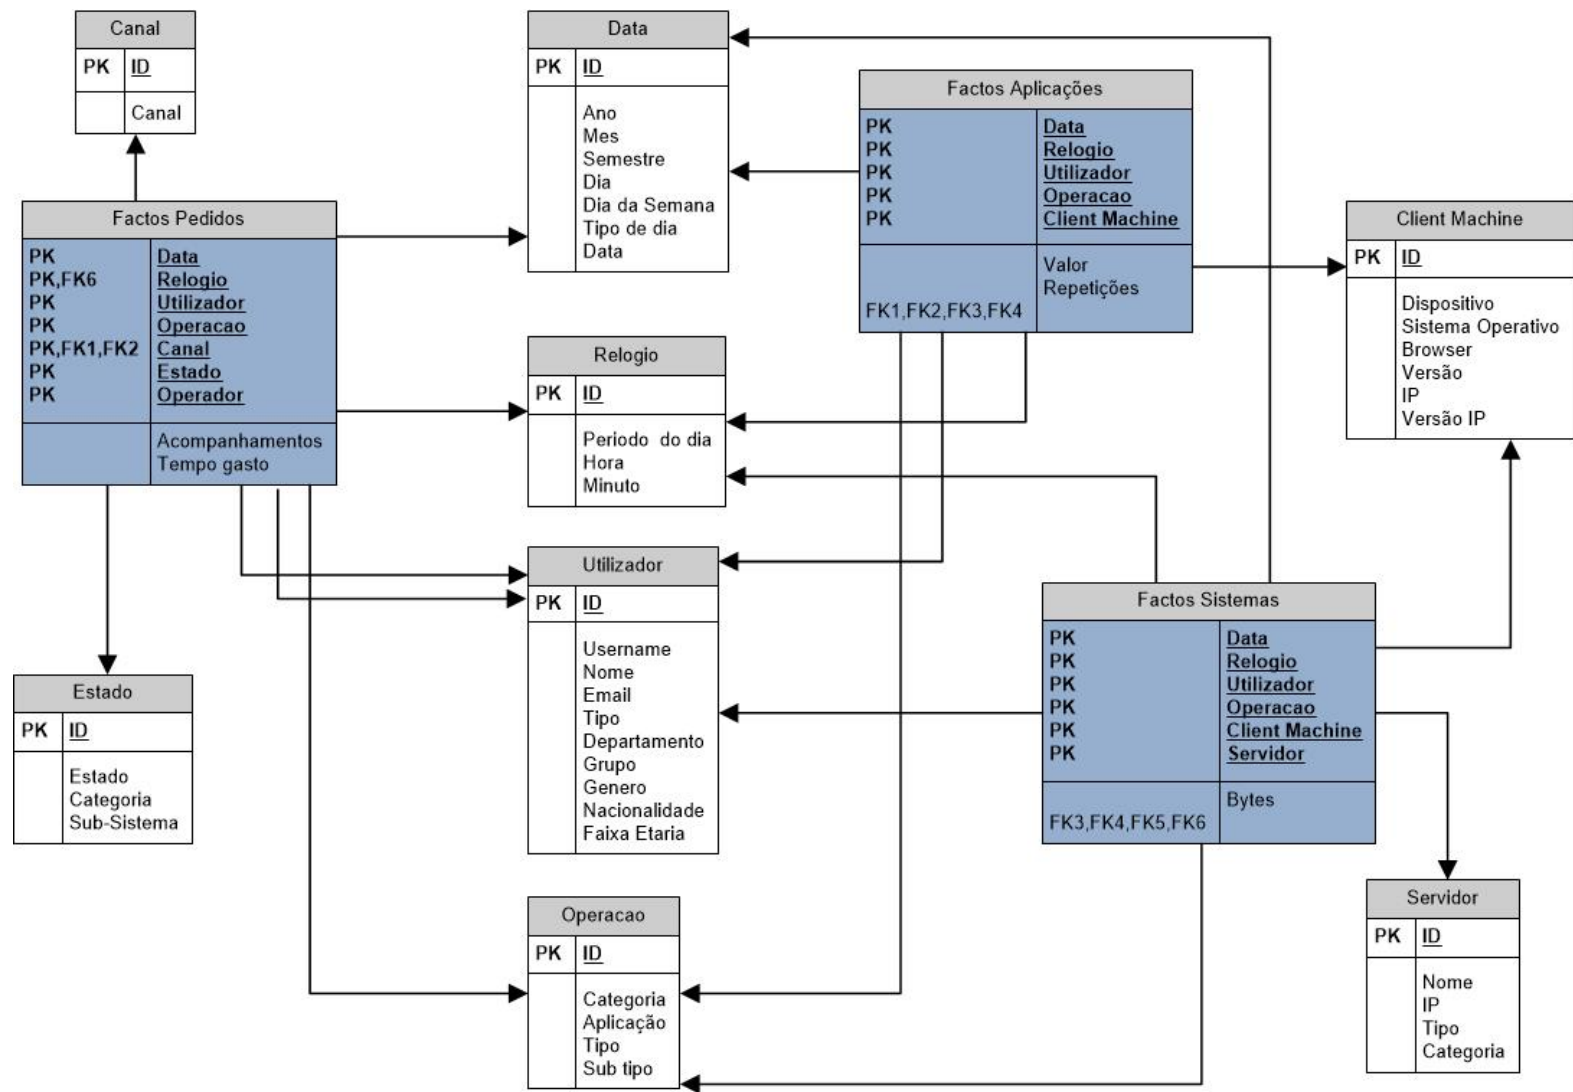 Canal
PK ID
Canal
Data
PK ID
Ano
Mes
Semestre
Dia
Dia da Semana
Tipo de dia
Data
Factos Aplicações
PK Data
PK Relogio
PK Utilizador
PK Operacao
PK Client Machine
Valor
Repetições
FK1,FK2,FK3,FK4
Client Machine
PK ID
Dispositivo
Sistema Operativo
Browser
Versão
IP
Versão IP
Factos Pedidos
PK Data
PK,FK6 Relogio
PK Utilizador
PK Operacao
PK,FK1,FK2 Canal
PK Estado
PK Operador
Acompanhamentos
Tempo gasto
Relogio
PK ID
Periodo do dia
Hora
Minuto
Utilizador
PK ID
Username
Nome
Email
Tipo
Departamento
Grupo
Genero
Nacionalidade
Faixa Etaria
Factos Sistemas
PK Data
PK Relogio
PK Utilizador
PK Operacao
PK Client Machine
PK Servidor
Bytes
FK3,FK4,FK5,FK6
Estado
PK ID
Estado
Categoria
Sub-Sistema
Operacao
PK ID
Categoria
Aplicação
Tipo
Sub tipo
Servidor
PK ID
Nome
IP
Tipo
Categoria